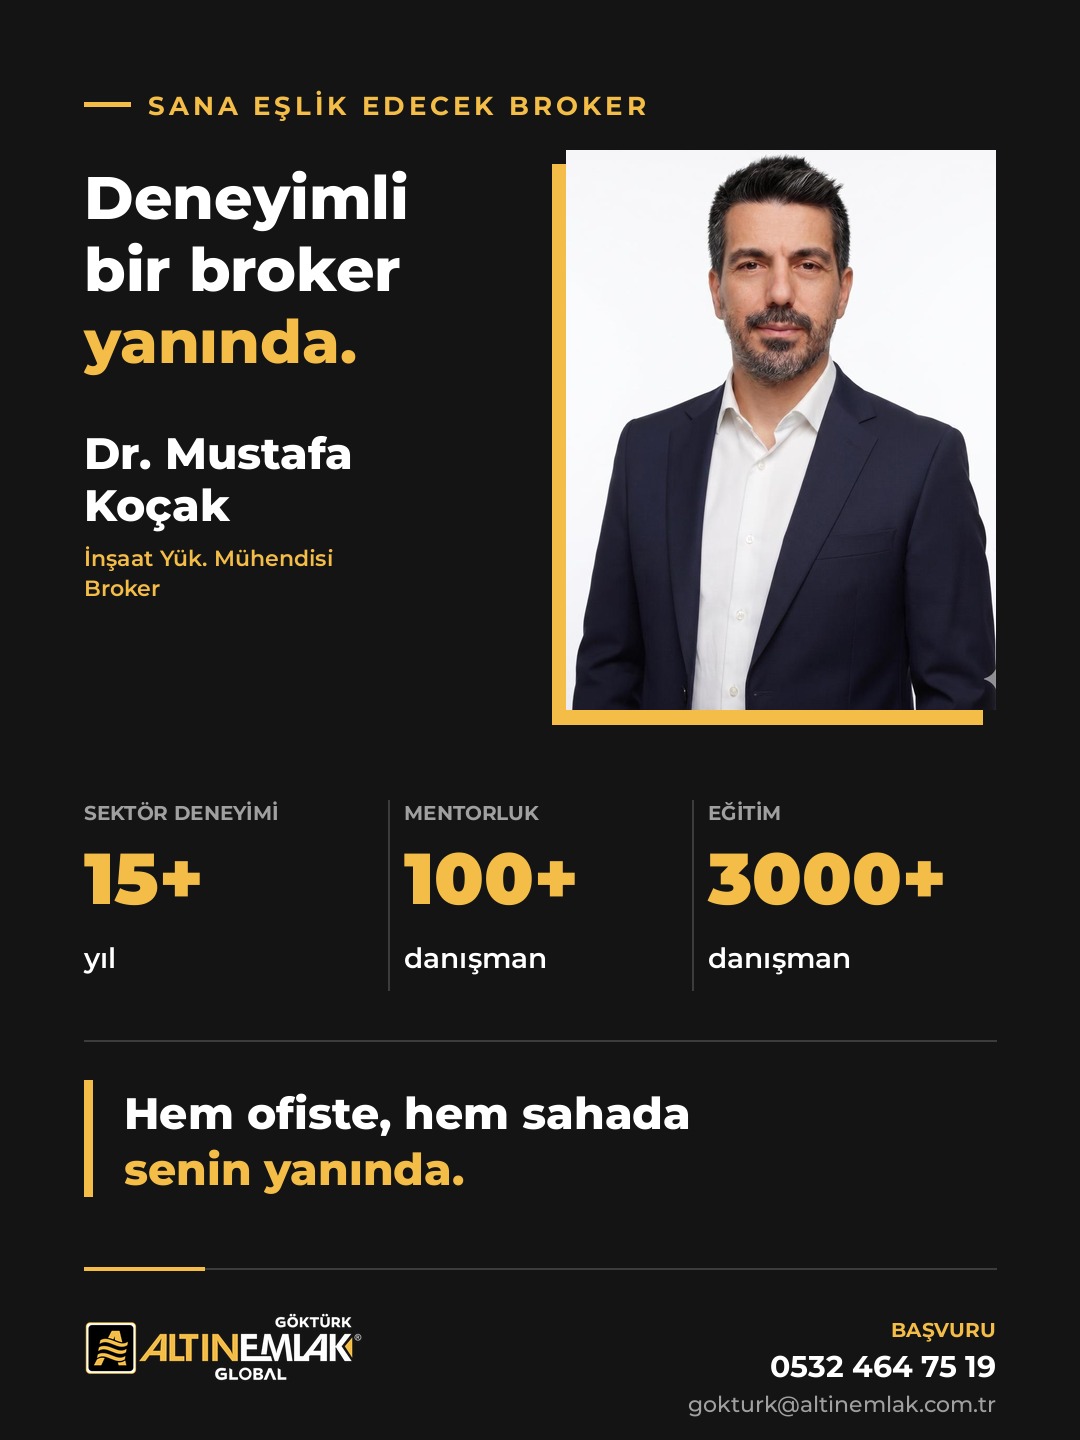 SANA EŞLİK EDECEK BROKER
Deneyimli
bir broker
yanında.
Dr. Mustafa
Koçak
İnşaat Yük. Mühendisi
Broker
SEKTÖR DENEYİMİ
15+
yıl
MENTORLUK
100+
danışman
EĞİTİM
3000+
danışman
Hem ofiste, hem sahada
senin yanında.
GÖKTÜRK
ALTINEMLAK®
GLOBAL
BAŞVURU
0532 464 75 19
gokturk@altinemlak.com.tr